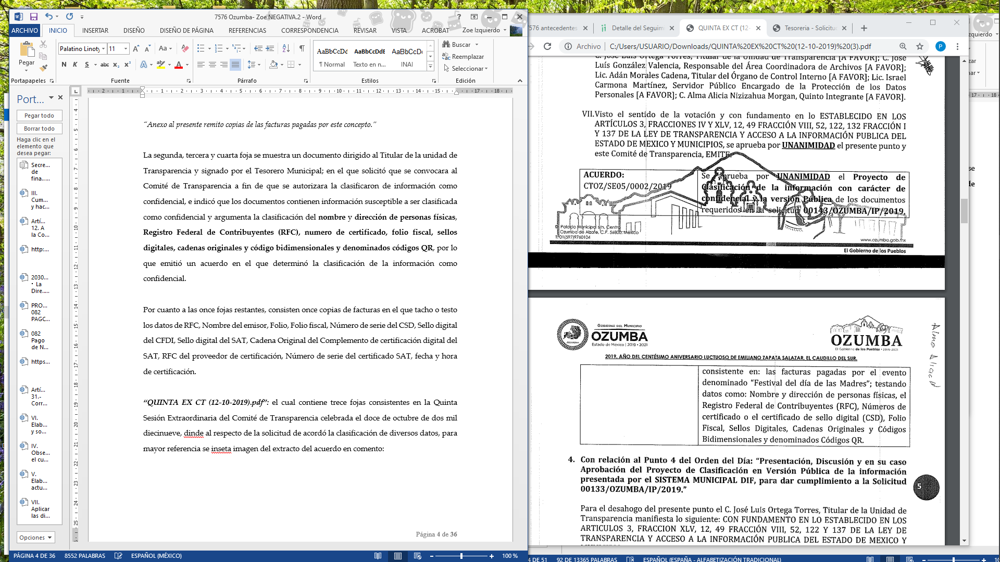 7576 Ozumba- Zoe NEGATIVA.2 - Word
ARCHIVO INICIO INSERTAR DISEÑO DISEÑO DE PÁGINA REFERENCIAS CORRESPONDENCIA REVISAR VISTA ACROBAT Zoe Izquierdo
Palatino Linoty 11
Pegar
Portapapeles Fuente Párrafo Estilos Edición
AaBbCcDd AaBbCcDdE AaBbCcDd
¶ Normal Texto en n... INAI
Buscar
Reemplazar
Seleccionar
Port...
Pegar todo
Borrar todo
Haga clic en el
elemento que
desea pegar:
Secre...
de
fina.....
III.
Cum...
y hac...
Artí...
12. A
la Co...
http:...
2030...
· La
Dire.....
PRO...
082
PAGC...
082
Pago
de N...
https...
Artí...
31.-
Corr...
VI.
Elab...
y so...
IV.
Obse...
el cu...
V.
Elab...
actu...
VII.
Aplicar
las di...
Opciones
“Anexo al presente remito copias de las facturas pagadas por este concepto.”
La segunda, tercera y cuarta foja se muestra un documento dirigido al Titular de la unidad de
Transparencia y signado por el Tesorero Municipal; en el que solicitó que se convocara al
Comité de Transparencia a fin de que se autorizara la clasificaron de información como
confidencial, e indicó que los documentos contienen información susceptible a ser clasificada
como confidencial y argumenta la clasificación del nombre y dirección de personas físicas,
Registro Federal de Contribuyentes (RFC), numero de certificado, folio fiscal, sellos
digitales, cadenas originales y código bidimensionales y denominados códigos QR, por lo
que emitió un acuerdo en el que determinó la clasificación de la información como
confidencial.
Por cuanto a las once fojas restantes, consisten once copias de facturas en el que tacho o testo
los datos de RFC, Nombre del emisor, Folio, Folio fiscal, Número de serie del CSD, Sello digital
del CFDI, Sello digital del SAT, Cadena Original del Complemento de certificación digital del
SAT, RFC del proveedor de certificación, Número de serie del certificado SAT, fecha y hora
de certificación.
“QUINTA EX CT (12-10-2019).pdf”: el cual contiene trece fojas consistentes en la Quinta
Sesión Extraordinaria del Comité de Transparencia celebrada el doce de octubre de dos mil
diecinueve, dinde al respecto de la solicitud de acordó la clasificación de diversos datos, para
mayor referencia se inseta imagen del extracto del acuerdo en comento:
Página 4 de 36
PÁGINA 4 DE 36 8552 PALABRAS ESPAÑOL (MÉXICO) 100 %
7576 antecedentes Detalle del Seguim QUINTA EX CT (12- Tesoreria - Solicitud
Archivo C:/Users/USUARIO/Downloads/QUINTA%20EX%20CT%20(12-10-2019)%20(3).pdf P
C. José Luis Ortega Torres, Titular de la Unidad de Transparencia [A FAVOR]; C. José
Luís González Valencia, Responsable del Área Coordinadora de Archivos [A FAVOR];
Lic. Adán Morales Cadena, Titular del Órgano de Control Interno [A FAVOR]; Lic. Israel
Carmona Martínez, Servidor Público Encargado de la Protección de los Datos
Personales [A FAVOR]; C. Alma Alicia Nizizahua Morgan, Quinto Integrante [A FAVOR].
VII. Visto el sentido de la votación y con fundamento en lo ESTABLECIDO EN LOS
ARTÍCULOS 3, FRACCIONES IV Y XLV, 12, 49 FRACCIÓN VIII, 52, 122, 132 FRACCIÓN I
Y 137 DE LA LEY DE TRANSPARENCIA Y ACCESO A LA INFORMACIÓN PUBLICA DEL
ESTADO DE MEXICO Y MUNICIPIOS, se aprueba por UNANIMIDAD el presente punto y
este Comité de Transparencia, EMITE.
ACUERDO:
CTOZ/SE05/0002/2019
Se aprueba por UNANIMIDAD el Proyecto de
Clasificación de la información con carácter de
confidencial y la versión Pública de los documentos
requeridos en la solicitud 00143/OZUMBA/IP/2019,
D: Palacio Municipal s/n, Centro
Ozumba de Alzate, C.P. 56800, México
T: 01(597)9760104
www.ozumba.gob.mx
El Gobierno de los Pueblos
GOBIERNO DEL MUNICIPIO
OZUMBA
Estado de México | 2019 • 2021
OZUMBA
El Gobierno de los Pueblos • 2019-2021
Alma Alicia N
2019. AÑO DEL CENTÉSIMO ANIVERSARIO LUCTUOSO DE EMILIANO ZAPATA SALAZAR. EL CAUDILLO DEL SUR.
consistente en: las facturas pagadas por el evento
denominado “Festival del día de las Madres”; testando
datos como: Nombre y dirección de personas físicas, el
Registro Federal de Contribuyentes (RFC), Números de
certificado o el certificado de sello digital (CSD), Folio
Fiscal, Sellos Digitales, Cadenas Originales y Códigos
Bidimensionales y denominados Códigos QR.
4. Con relación al Punto 4 del Orden del Día: “Presentación, Discusión y en su caso
Aprobación del Proyecto de Clasificación en Versión Pública de la información
presentada por el SISTEMA MUNICIPAL DIF, para dar cumplimiento a la Solicitud
00133/OZUMBA/IP/2019.”
5
Para el desahogo del presente punto el C. José Luis Ortega Torres, Titular de la Unidad de
Transparencia manifiesta lo siguiente: CON FUNDAMENTO EN LO ESTABLECIDO EN LOS
ARTICULOS 3, FRACCION XLV, 12, 49 FRACCIÓN VIII, 52, 122 Y 137 DE LA LEY DE
TRANSPARENCIA Y ACCESO A LA INFORMACIÓN PUBLICA DEL ESTADO DE MEXICO Y
4 DE 51 92 DE 13365 PALABRAS ESPAÑOL (ESPAÑA - ALFABETIZACIÓN TRADICIONAL)